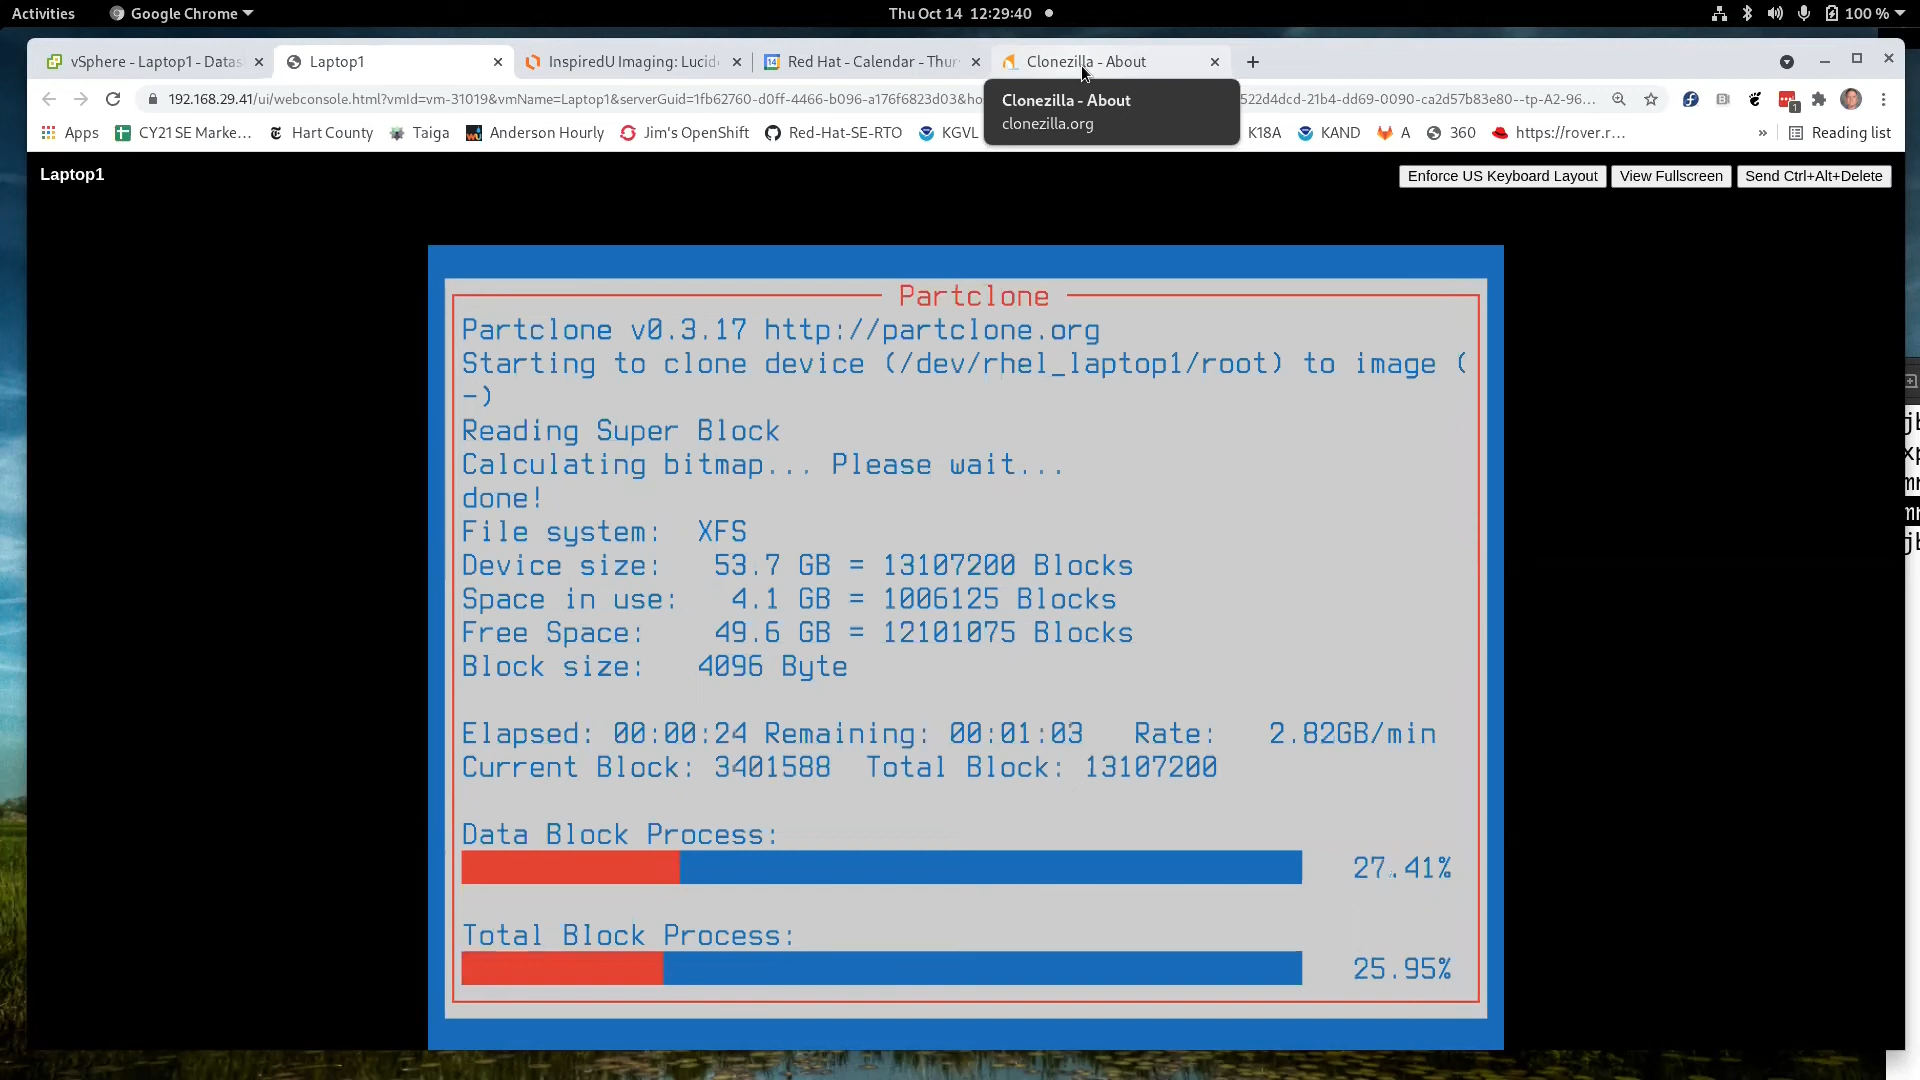 Activities
Google Chrome
Thu Oct 14 12:29:40
100 %
vSphere - Laptop1 - Datas
Laptop1
InspiredU Imaging: Lucid
Red Hat - Calendar - Thur
Clonezilla - About
192.168.29.41/ui/webconsole.html?vmId=vm-31019&vmName=Laptop1&serverGuid=1fb62760-d0ff-4466-b096-a176f6823d03&ho
522d4dcd-21b4-dd69-0090-ca2d57b83e80--tp-A2-96...
Clonezilla - About
clonezilla.org
Apps
CY21 SE Marke...
Hart County
Taiga
Anderson Hourly
Jim's OpenShift
Red-Hat-SE-RTO
KGVL
K18A
KAND
A
360
https://rover.r...
»
Reading list
Laptop1
Enforce US Keyboard Layout
View Fullscreen
Send Ctrl+Alt+Delete
Partclone
Partclone v0.3.17 http://partclone.org
Starting to clone device (/dev/rhel_laptop1/root) to image (
-)
Reading Super Block
Calculating bitmap... Please wait...
done!
File system: XFS
Device size: 53.7 GB = 13107200 Blocks
Space in use: 4.1 GB = 1006125 Blocks
Free Space: 49.6 GB = 12101075 Blocks
Block size: 4096 Byte
Elapsed: 00:00:24 Remaining: 00:01:03 Rate: 2.82GB/min
Current Block: 3401588 Total Block: 13107200
Data Block Process:
27.41%
Total Block Process:
25.95%